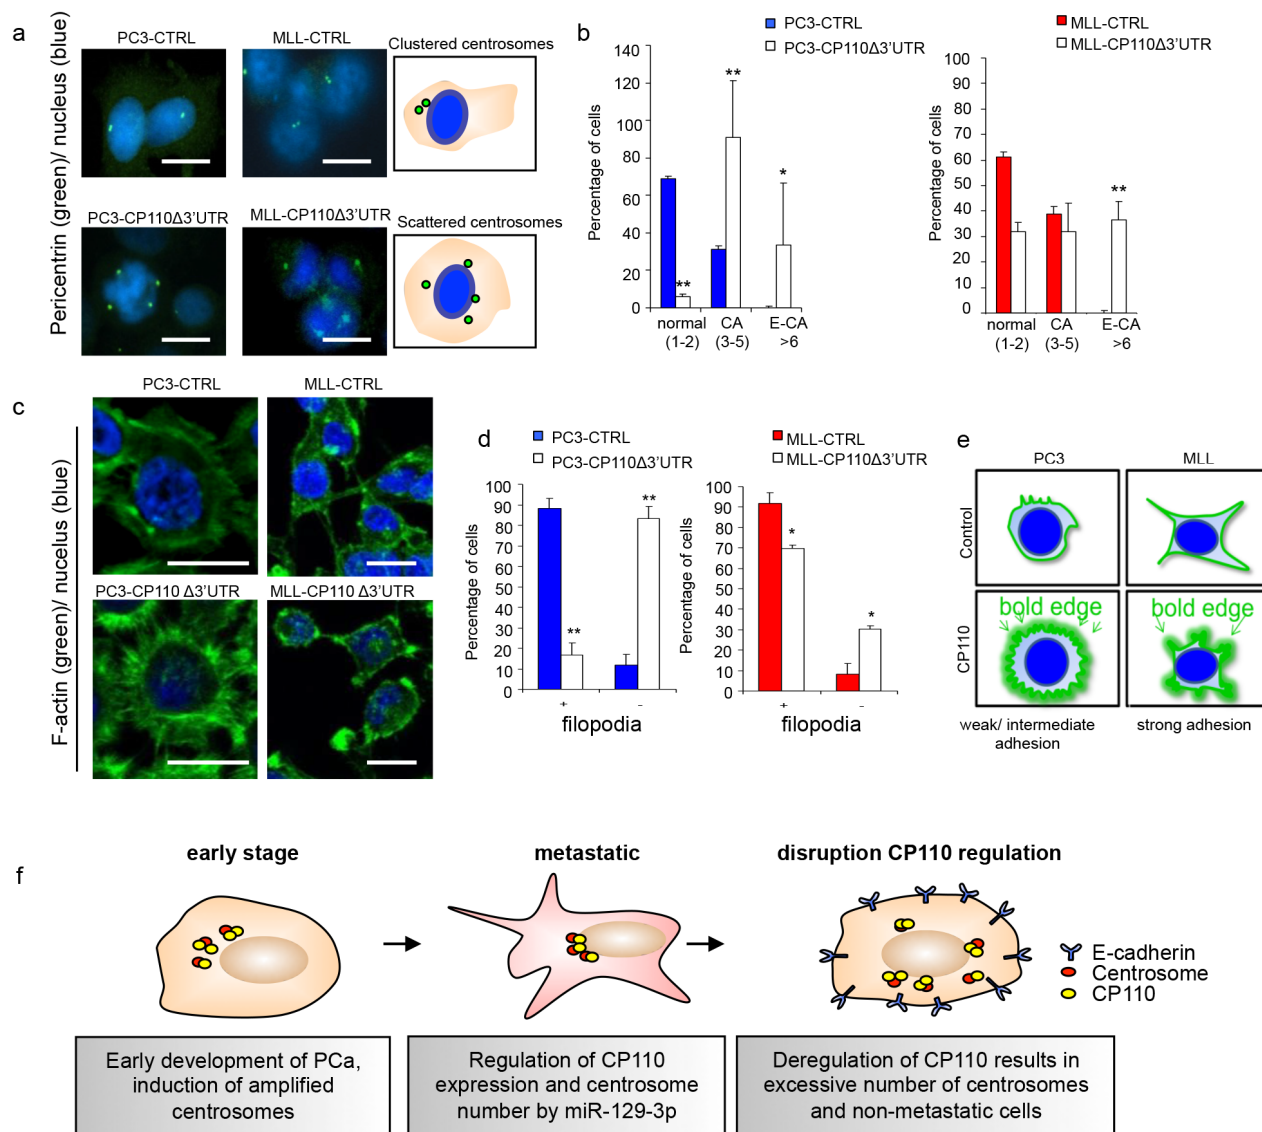 a
Pericentrin (green)/ nucleus (blue)
PC3-CTRL
MLL-CTRL
Clustered centrosomes
PC3-CP110Δ3'UTR
MLL-CP110Δ3'UTR
Scattered centrosomes
b
PC3-CTRL
PC3-CP110Δ3'UTR
Percentage of cells
140
120
100
80
60
40
20
0
**
**
*
normal
(1-2)
CA
(3-5)
E-CA
>6
MLL-CTRL
MLL-CP110Δ3'UTR
Percentage of cells
100
90
80
70
60
50
40
30
20
10
0
**
normal
(1-2)
CA
(3-5)
E-CA
>6
c
F-actin (green)/ nucelus (blue)
PC3-CTRL
MLL-CTRL
PC3-CP110 Δ3'UTR
MLL-CP110 Δ3'UTR
d
PC3-CTRL
PC3-CP110Δ3'UTR
Percentage of cells
100
90
80
70
60
50
40
30
20
10
0
**
**
+
-
filopodia
MLL-CTRL
MLL-CP110Δ3'UTR
Percentage of cells
100
90
80
70
60
50
40
30
20
10
0
*
*
+
-
filopodia
e
PC3
MLL
Control
CP110
bold edge
bold edge
weak/ intermediate
adhesion
strong adhesion
f
early stage
metastatic
disruption CP110 regulation
E-cadherin
Centrosome
CP110
Early development of PCa,
induction of amplified
centrosomes
Regulation of CP110
expression and centrosome
number by miR-129-3p
Deregulation of CP110 results in
excessive number of centrosomes
and non-metastatic cells